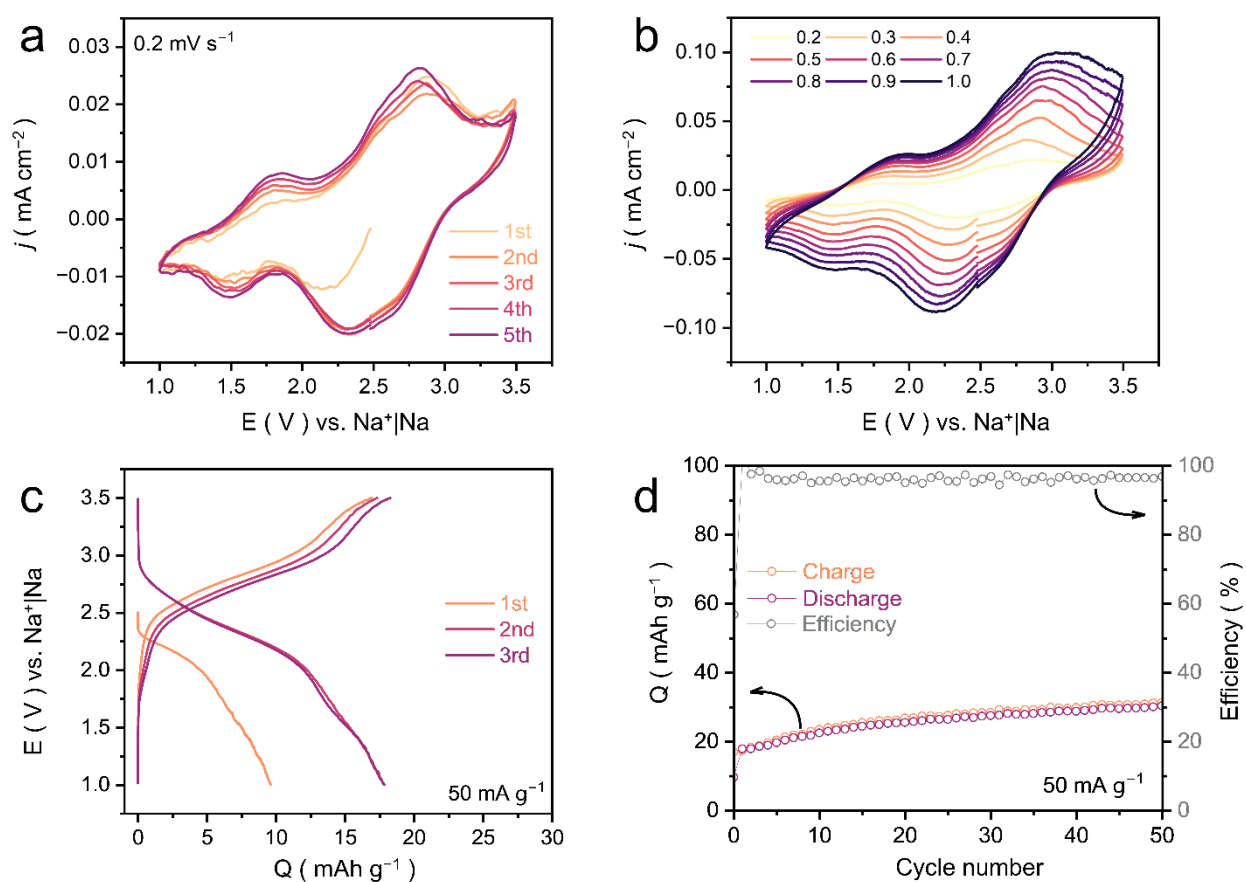 a
0.2 mV s⁻¹
0.03
0.02
0.01
0.00
−0.01
−0.02
j ( mA cm⁻²)
1st
2nd
3rd
4th
5th
1.0 1.5 2.0 2.5 3.0 3.5
E ( V ) vs. Na⁺|Na
b
0.2 0.3 0.4
0.5 0.6 0.7
0.8 0.9 1.0
0.10
0.05
0.00
−0.05
−0.10
j ( mA cm⁻²)
1.0 1.5 2.0 2.5 3.0 3.5
E ( V ) vs. Na⁺|Na
c
3.5
3.0
2.5
2.0
1.5
1.0
E ( V ) vs. Na⁺|Na
1st
2nd
3rd
50 mA g⁻¹
0 5 10 15 20 25 30
Q ( mAh g⁻¹)
d
100
80
60
40
20
0
Q ( mAh g⁻¹)
Charge
Discharge
Efficiency
50 mA g⁻¹
100
80
60
40
20
0
Efficiency ( % )
0 10 20 30 40 50
Cycle number